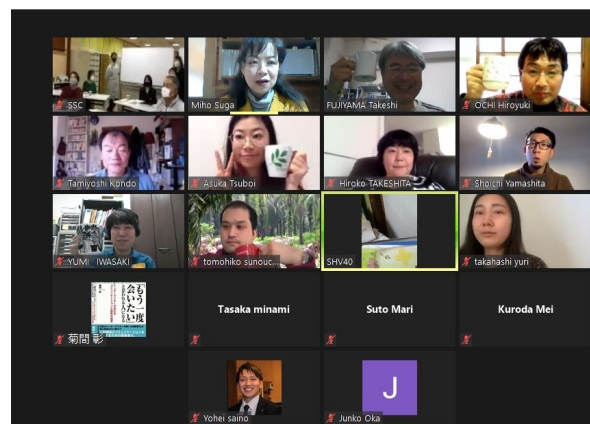 SSC
Miho Suga
FUJIYAMA Takeshi
OCHI Hiroyuki
Tamiyoshi Kondo
Asuka Tsuboi
Hiroko TAKESHITA
Shoichi Yamashita
YUMI IWASAKI
tomohiko sunouc...
SHV40
takahashi yuri
「もう一度
会いたい」
菊間 彰
Tasaka minami
Suto Mari
Kuroda Mei
Yohei saino
J
Junko Oka